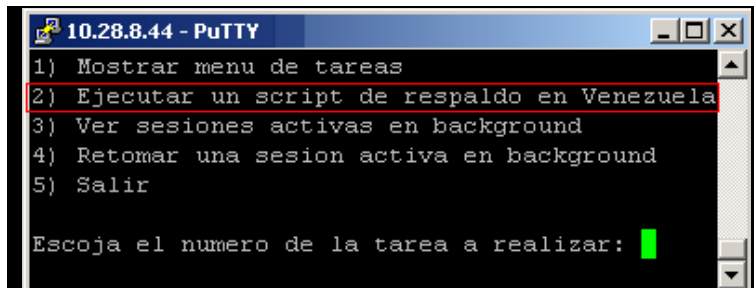 10.28.8.44 - PuTTY
1) Mostrar menu de tareas
2) Ejecutar un script de respaldo en Venezuela
3) Ver sesiones activas en background
4) Retomar una sesion activa en background
5) Salir
Escoja el numero de la tarea a realizar: